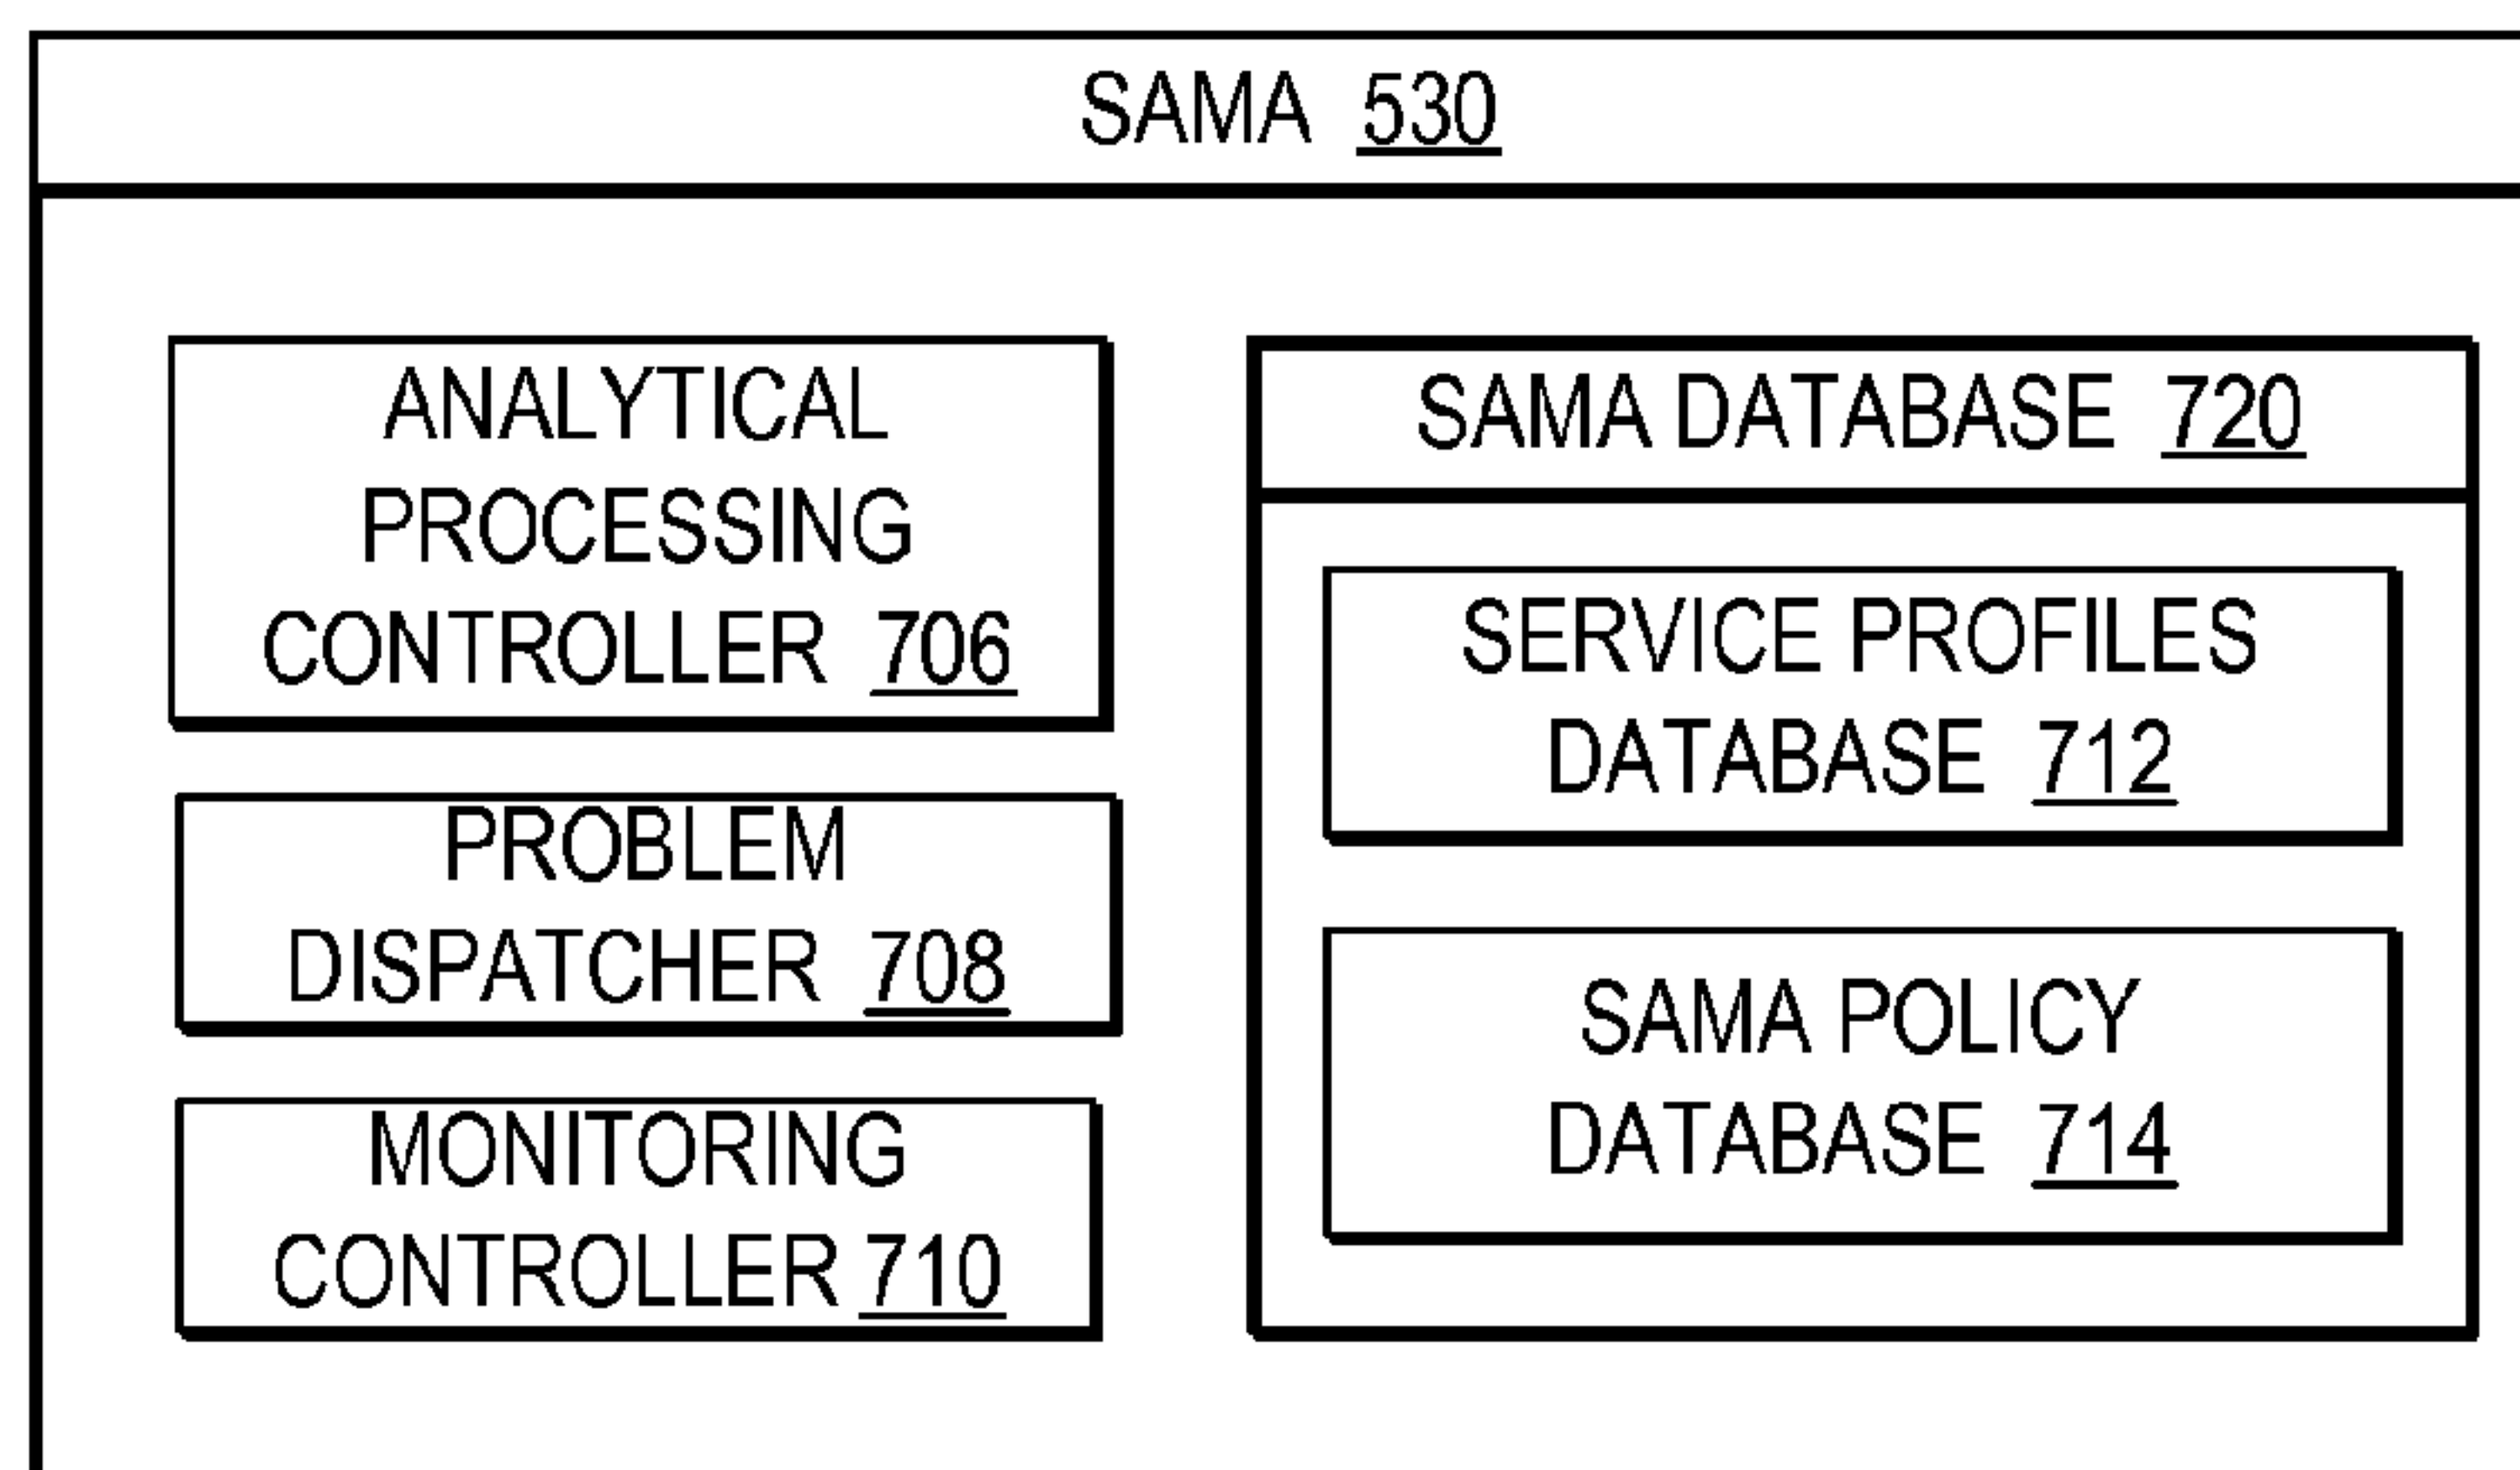 SAMA 530
ANALYTICAL
PROCESSING
CONTROLLER 706
PROBLEM
DISPATCHER 708
MONITORING
CONTROLLER 710
SAMA DATABASE 720
SERVICE PROFILES
DATABASE 712
SAMA POLICY
DATABASE 714